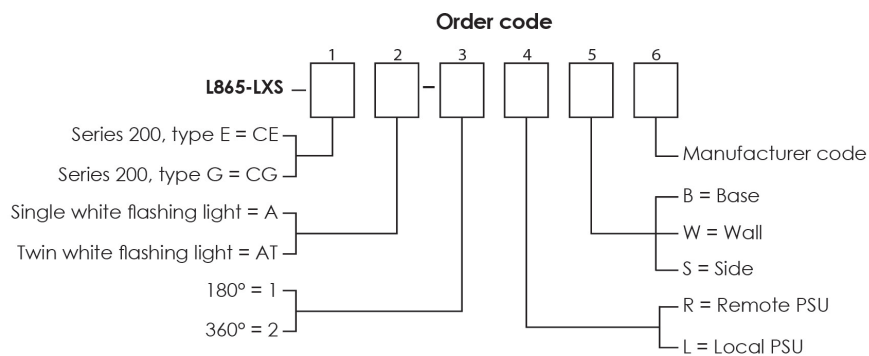 Order code
1 2 3 4 5 6
L865-LXS – –
Series 200, type E = CE
Series 200, type G = CG
Manufacturer code
B = Base
Single white flashing light = A
W = Wall
Twin white flashing light = AT
S = Side
180° = 1
R = Remote PSU
360° = 2
L = Local PSU